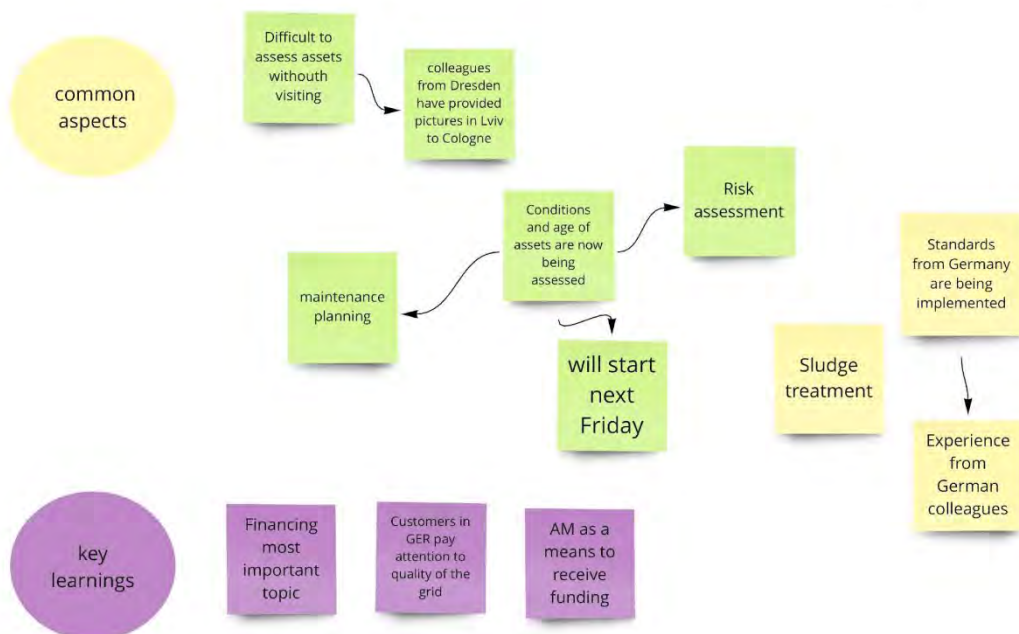 common
aspects
Difficult to
assess assets
withouth
visiting
colleagues
from Dresden
have provided
pictures in Lviv
to Cologne
Conditions
and age of
assets are now
being
assessed
Risk
assessment
maintenance
planning
will start
next
Friday
Standards
from Germany
are being
implemented
Sludge
treatment
Experience
from
German
colleagues
key
learnings
Financing
most
important
topic
Customers in
GER pay
attention to
quality of the
grid
AM as a
means to
receive
funding